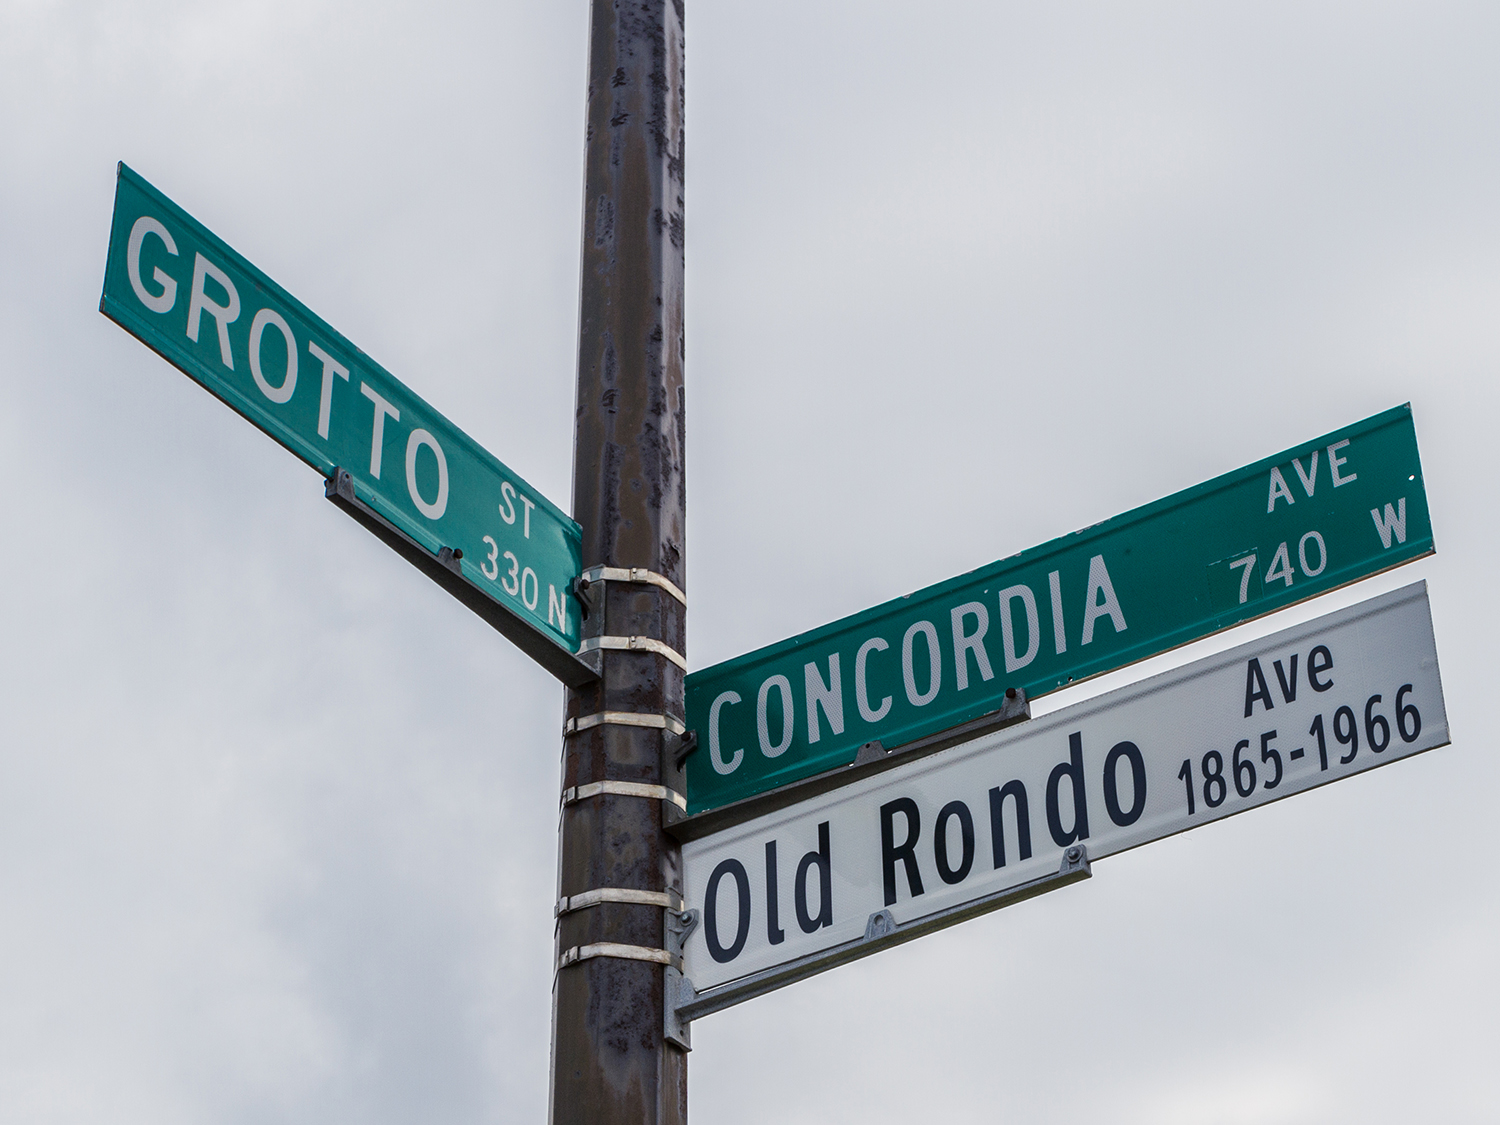 GROTTO
ST
330 N
CONCORDIA
AVE
740 W
Old Rondo
Ave
1865-1966